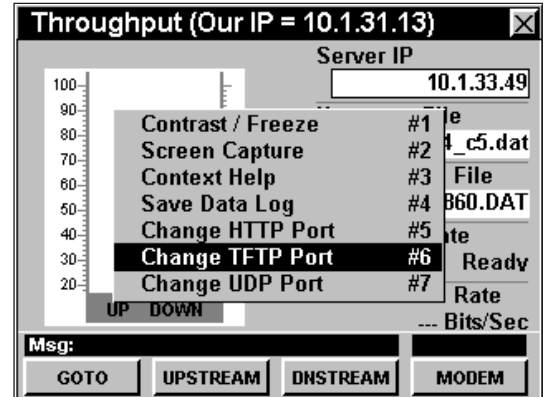 Throughput (Our IP = 10.1.31.13)
Server IP
10.1.33.49
100
90
80
70
60
50
40
30
20
UP DOWN
Contrast / Freeze #1
Screen Capture #2
Context Help #3
Save Data Log #4
Change HTTP Port #5
Change TFTP Port #6
Change UDP Port #7
_c5.dat
File
860.DAT
Ready
Rate
--- Bits/Sec
Msg:
GOTO
UPSTREAM
DNSTREAM
MODEM